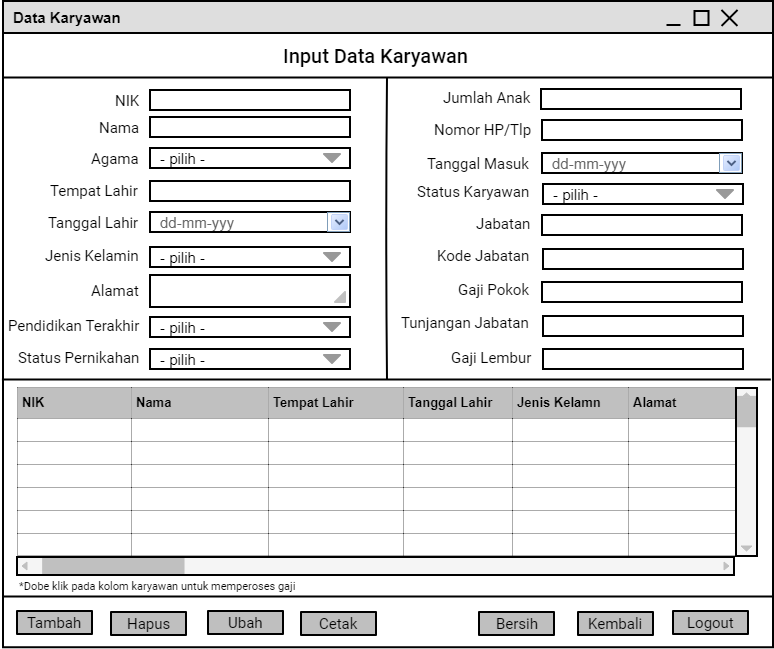 Data Karyawan
Input Data Karyawan
NIK
Nama
Agama - pilih -
Tempat Lahir
Tanggal Lahir dd-mm-yyy
Jenis Kelamin - pilih -
Alamat
Pendidikan Terakhir - pilih -
Status Pernikahan - pilih -
Jumlah Anak
Nomor HP/Tlp
Tanggal Masuk dd-mm-yyy
Status Karyawan - pilih -
Jabatan
Kode Jabatan
Gaji Pokok
Tunjangan Jabatan
Gaji Lembur
NIK Nama Tempat Lahir Tanggal Lahir Jenis Kelamn Alamat
*Dobe klik pada kolom karyawan untuk memperoses gaji
Tambah Hapus Ubah Cetak Bersih Kembali Logout